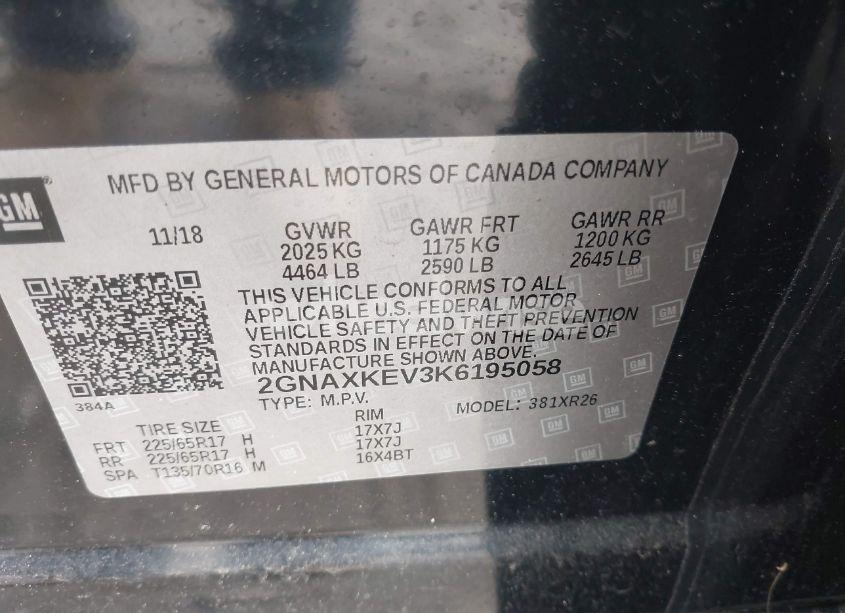 GM
MFD BY GENERAL MOTORS OF CANADA COMPANY
11/18 GVWR GAWR FRT GAWR RR
2025 KG 1175 KG 1200 KG
4464 LB 2590 LB 2645 LB
THIS VEHICLE CONFORMS TO ALL
APPLICABLE U.S. FEDERAL MOTOR
VEHICLE SAFETY AND THEFT PREVENTION
STANDARDS IN EFFECT ON THE DATE OF
MANUFACTURE SHOWN ABOVE.
2GNAXKEV3K6195058
384A
TYPE: M.P.V. MODEL: 381XR26
TIRE SIZE RIM
FRT 225/65R17 H 17X7J
RR 225/65R17 H 17X7J
SPA T135/70R16 M 16X4BT